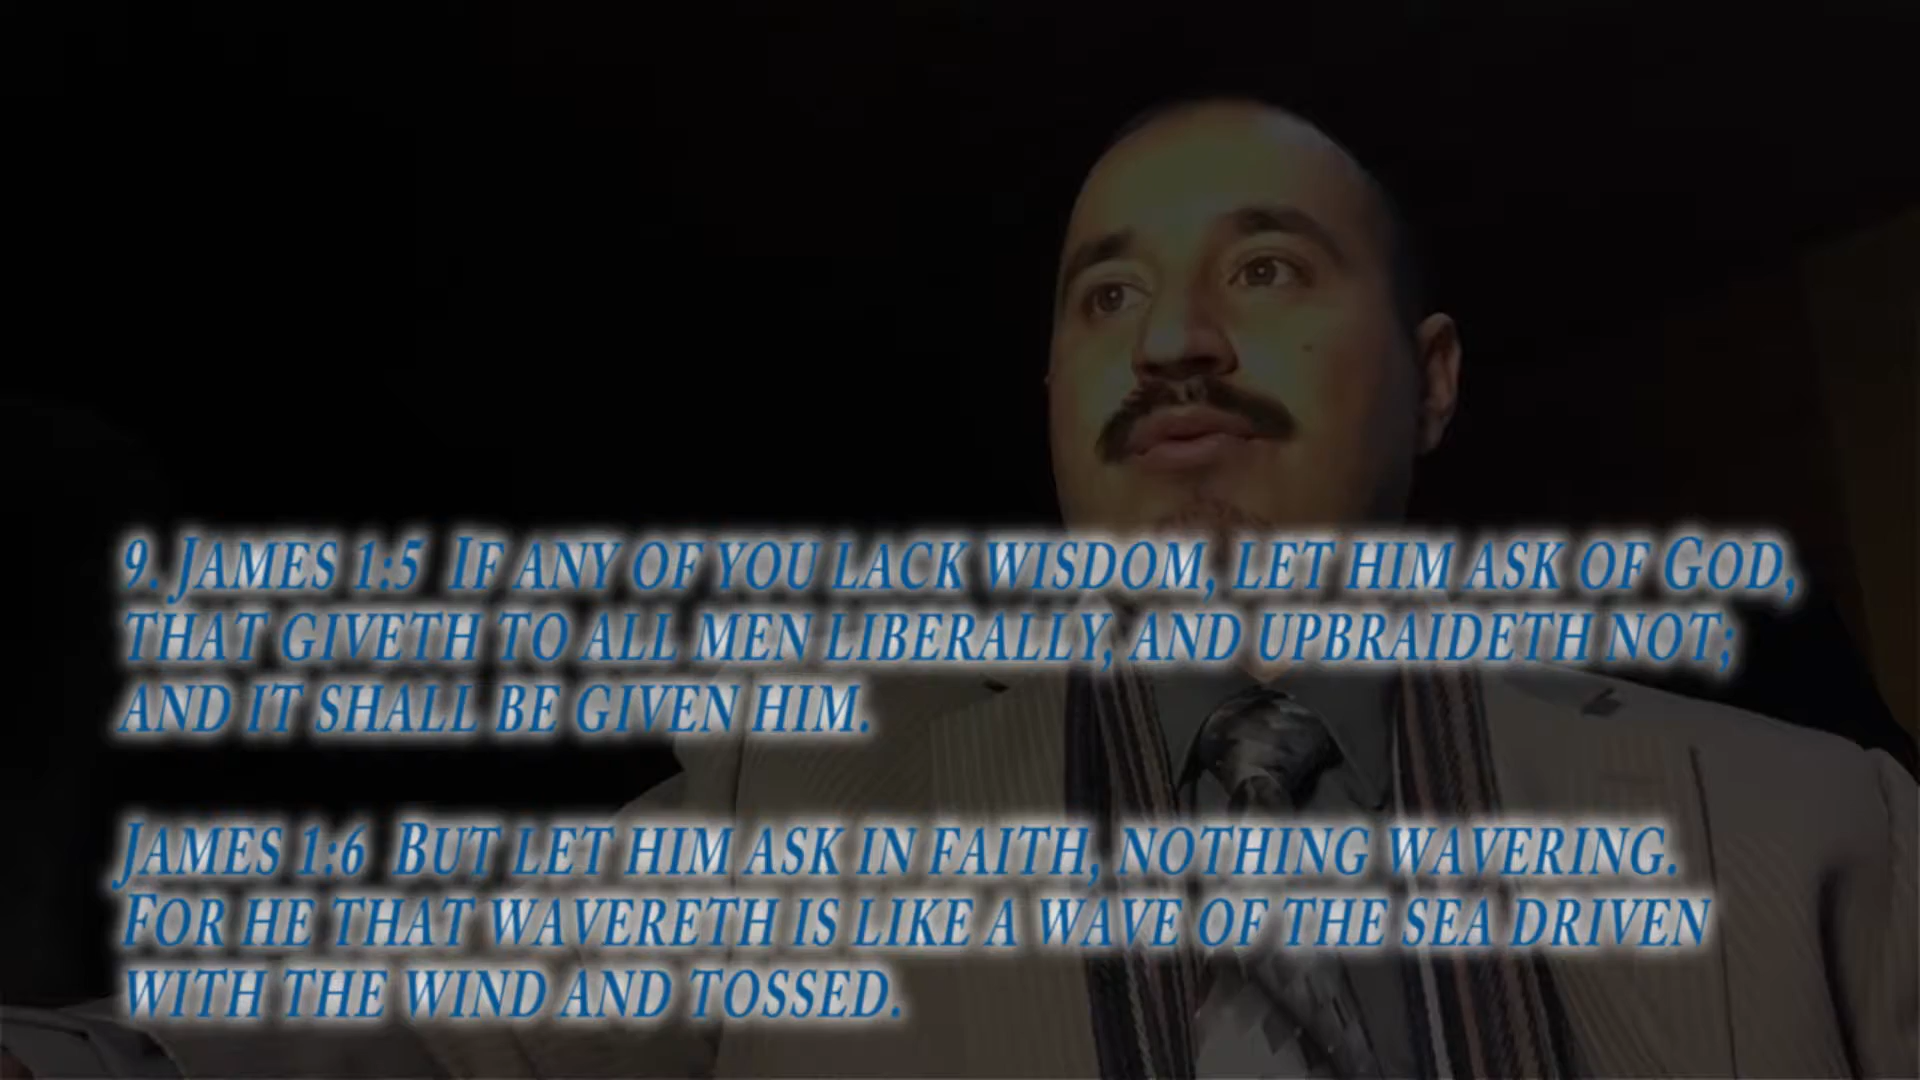 9. JAMES 1:5 IF ANY OF YOU LACK WISDOM, LET HIM ASK OF GOD,
THAT GIVETH TO ALL MEN LIBERALLY, AND UPBRAIDETH NOT;
AND IT SHALL BE GIVEN HIM.
JAMES 1:6 BUT LET HIM ASK IN FAITH, NOTHING WAVERING.
FOR HE THAT WAVERETH IS LIKE A WAVE OF THE SEA DRIVEN
WITH THE WIND AND TOSSED.